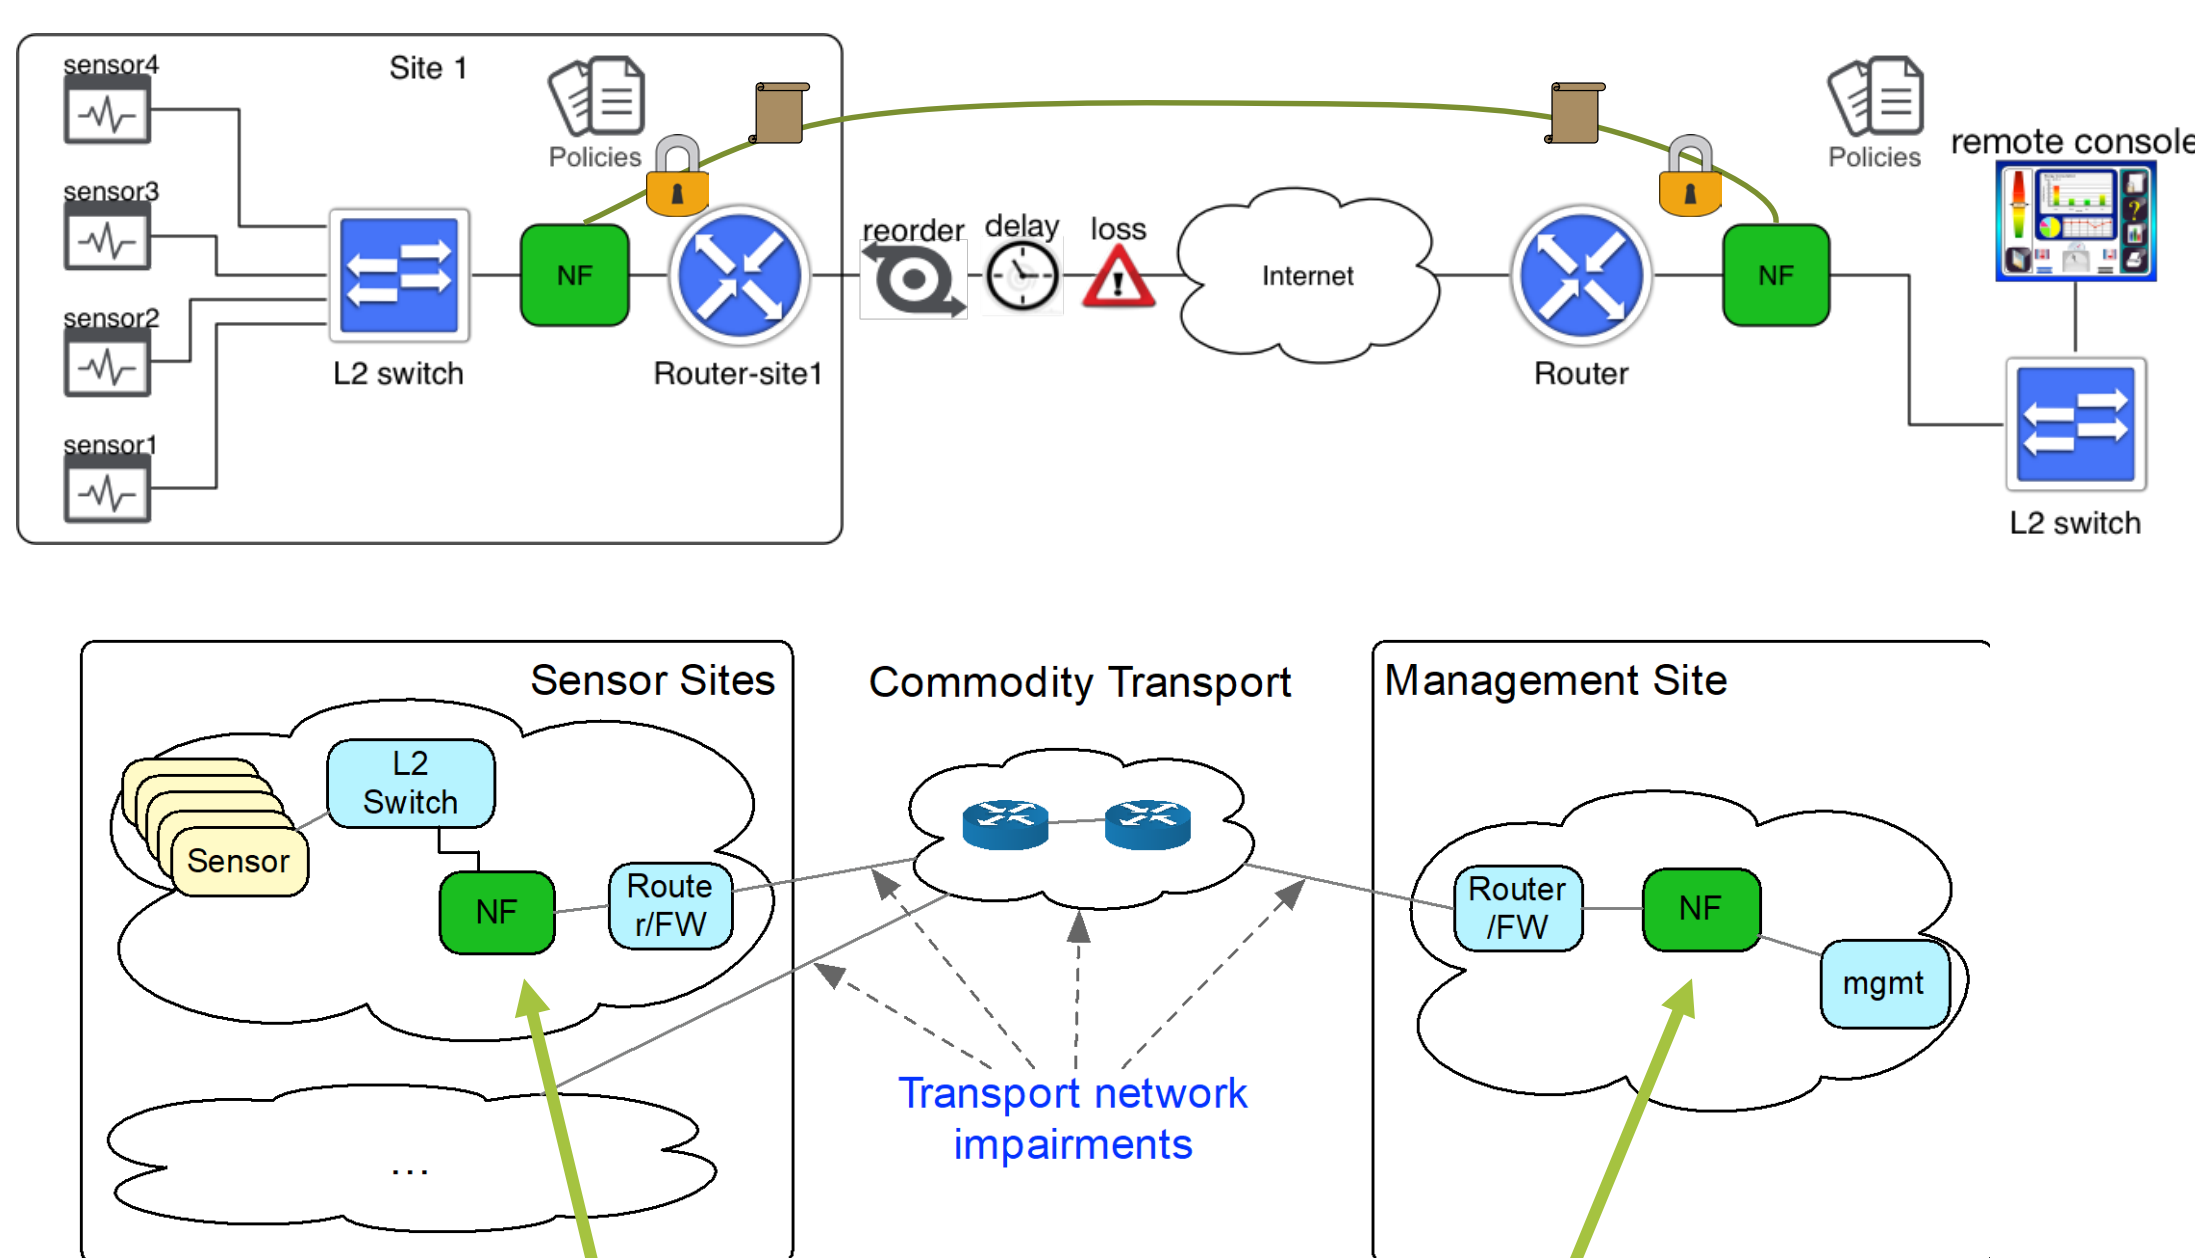 sensor4
Site 1
Policies
sensor3
sensor2
sensor1
L2 switch
NF
Router-site1
reorder
delay
loss
Internet
Router
NF
Policies
remote console
L2 switch
Sensor Sites
L2
Switch
Sensor
NF
Route
r/FW
...
Commodity Transport
Transport network
impairments
Management Site
Router
/FW
NF
mgmt